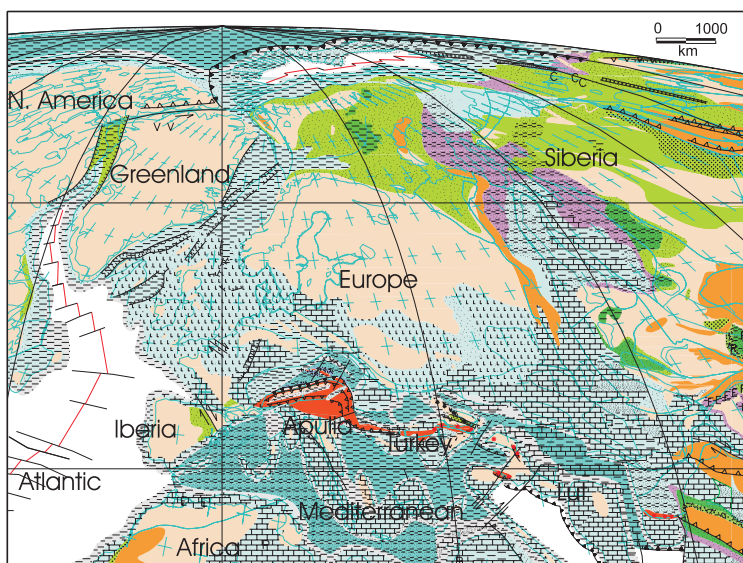 0 1000
km
C
C
C
N. America
Siberia
Greenland
Europe
Iberia
Apulia
Turkey
Atlantic
Lut
Mediterranean
Africa